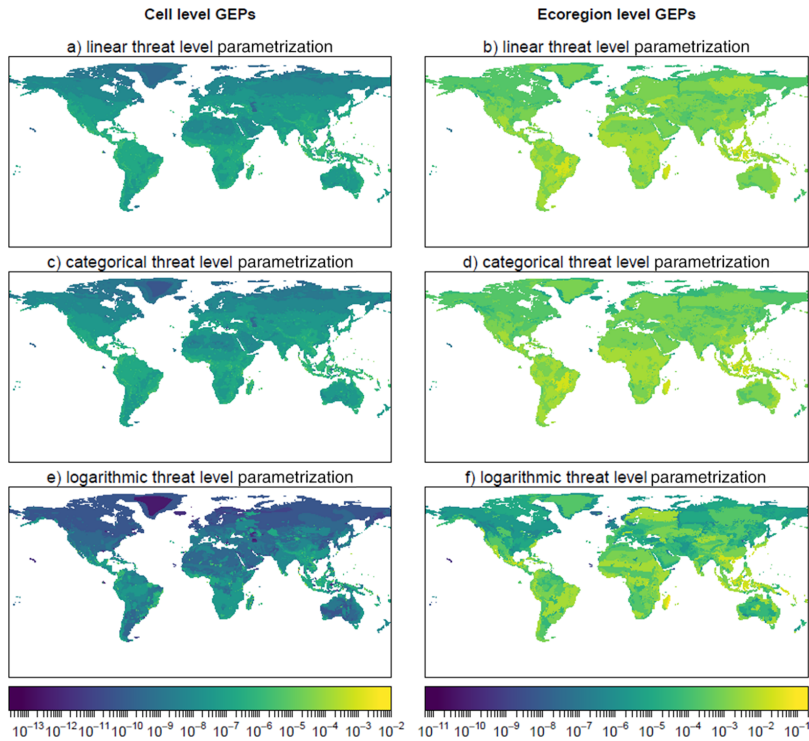 Cell level GEPs
Ecoregion level GEPs
a) linear threat level parametrization
b) linear threat level parametrization
c) categorical threat level parametrization
d) categorical threat level parametrization
e) logarithmic threat level parametrization
f) logarithmic threat level parametrization
10⁻¹³ 10⁻¹² 10⁻¹¹ 10⁻¹⁰ 10⁻⁹ 10⁻⁸ 10⁻⁷ 10⁻⁶ 10⁻⁵ 10⁻⁴ 10⁻³ 10⁻²
10⁻¹¹ 10⁻¹⁰ 10⁻⁹ 10⁻⁸ 10⁻⁷ 10⁻⁶ 10⁻⁵ 10⁻⁴ 10⁻³ 10⁻² 10⁻¹